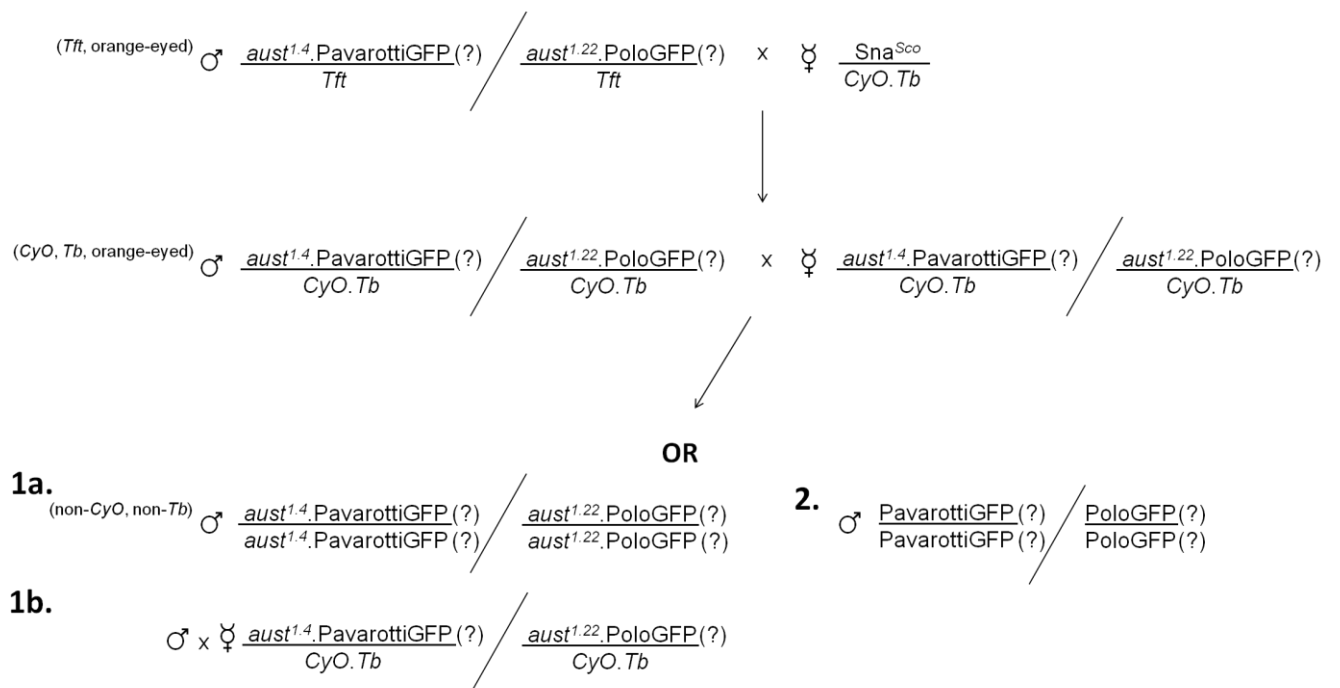 (Tft, orange-eyed) ♂ aust1.4.PavarottiGFP(?) / aust1.22.PoloGFP(?) x ☿ SnaSco
Tft Tft CyO.Tb
(CyO, Tb, orange-eyed) ♂ aust1.4.PavarottiGFP(?) / aust1.22.PoloGFP(?) x ☿ aust1.4.PavarottiGFP(?) / aust1.22.PoloGFP(?)
CyO.Tb CyO.Tb CyO.Tb CyO.Tb
OR
1a.
(non-CyO, non-Tb) ♂ aust1.4.PavarottiGFP(?) / aust1.22.PoloGFP(?)
aust1.4.PavarottiGFP(?) aust1.22.PoloGFP(?)
2.
♂ PavarottiGFP(?) / PoloGFP(?)
PavarottiGFP(?) PoloGFP(?)
1b.
♂ x ☿ aust1.4.PavarottiGFP(?) / aust1.22.PoloGFP(?)
CyO.Tb CyO.Tb